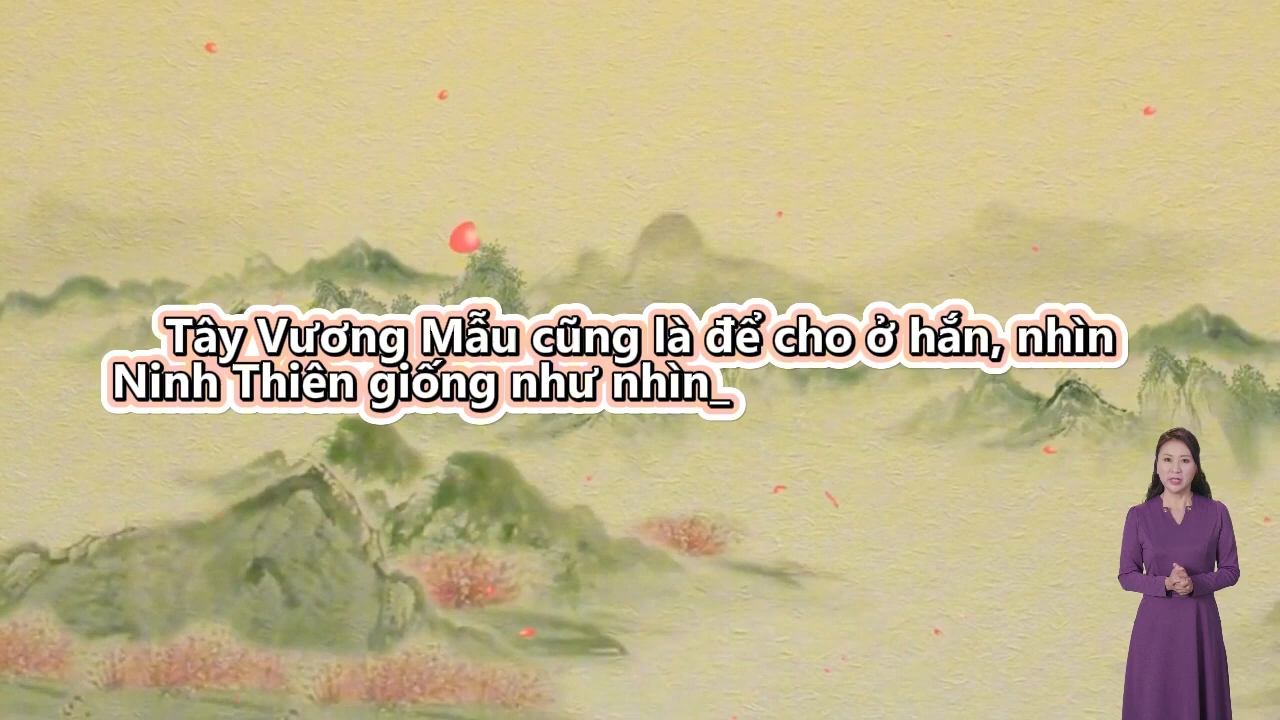 Tây Vương Mẫu cũng là để cho ở hắn, nhìn
Ninh Thiên giống như nhìn_